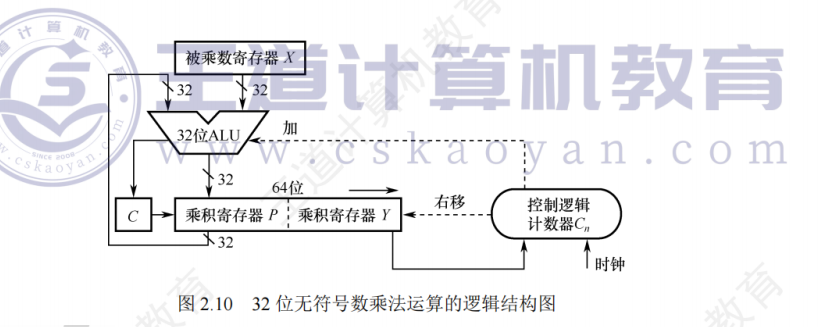 王道计算机教育
www.cskaoyan.com
被乘数寄存器 X
32
32
32位ALU
加
32
64位
C
乘积寄存器 P
乘积寄存器 Y
右移
控制逻辑
计数器Cn
32
时钟
图 2.10 32 位无符号数乘法运算的逻辑结构图